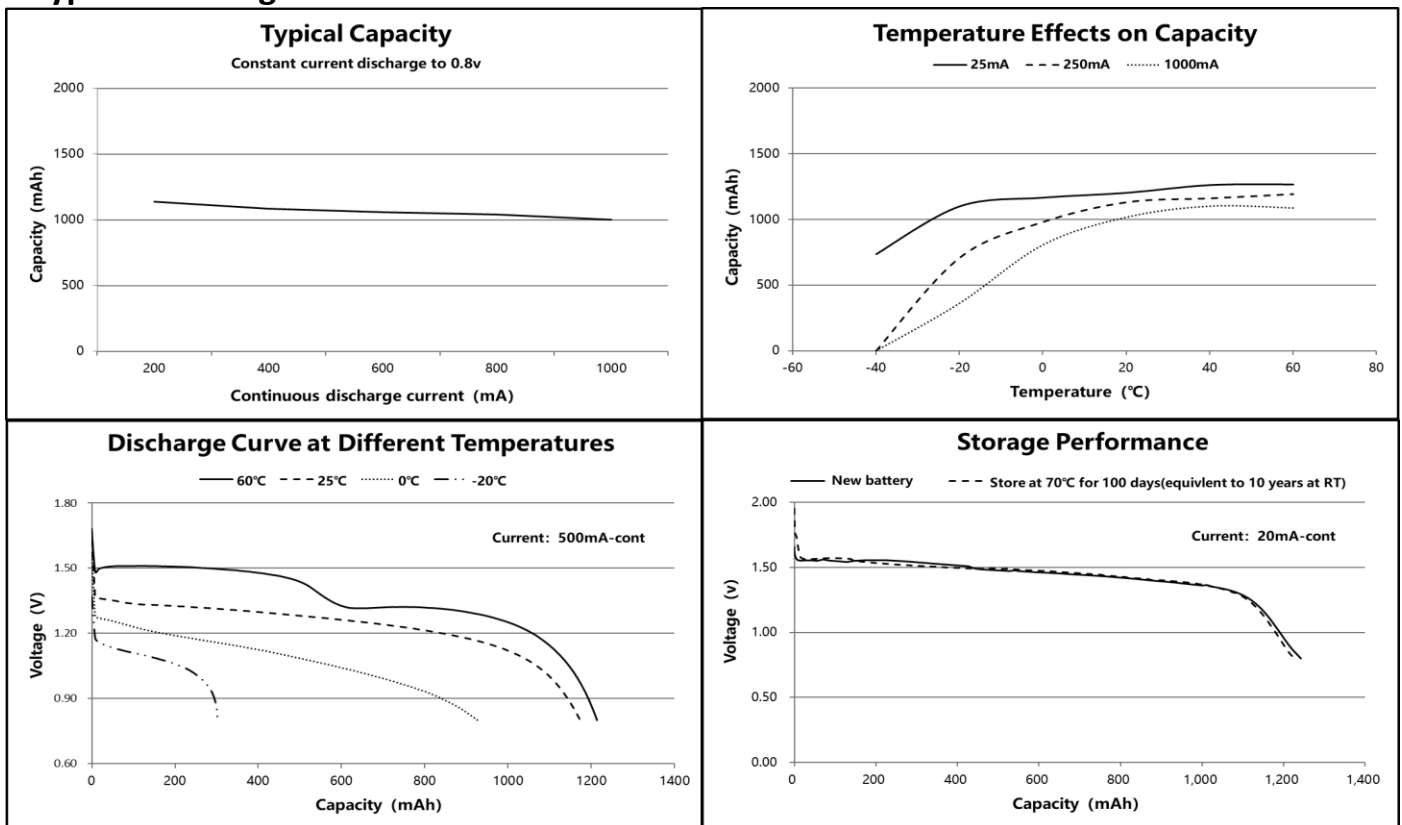 Typical Capacity
Constant current discharge to 0.8v
2000
1500
1000
500
0
Capacity (mAh)
200 400 600 800 1000
Continuous discharge current (mA)
Temperature Effects on Capacity
25mA 250mA 1000mA
2000
1500
1000
500
0
Capacity (mAh)
-60 -40 -20 0 20 40 60 80
Temperature (℃)
Discharge Curve at Different Temperatures
60℃ 25℃ 0℃ -20℃
Current: 500mA-cont
1.80
1.50
1.20
0.90
0.60
Voltage (V)
0 200 400 600 800 1000 1200 1400
Capacity (mAh)
Storage Performance
New battery Store at 70℃ for 100 days(equivlent to 10 years at RT)
Current: 20mA-cont
2.00
1.50
1.00
0.50
0.00
Voltage (v)
0 200 400 600 800 1,000 1,200 1,400
Capacity (mAh)